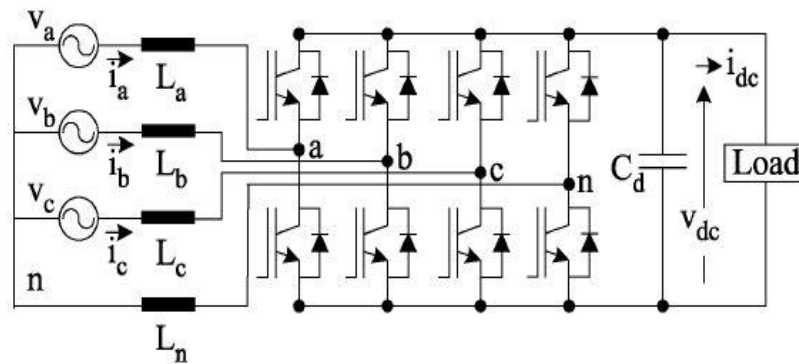 v_a
i_a
L_a
v_b
i_b
L_b
v_c
i_c
L_c
n
L_n
a
b
c
n
C_d
i_dc
v_dc
Load